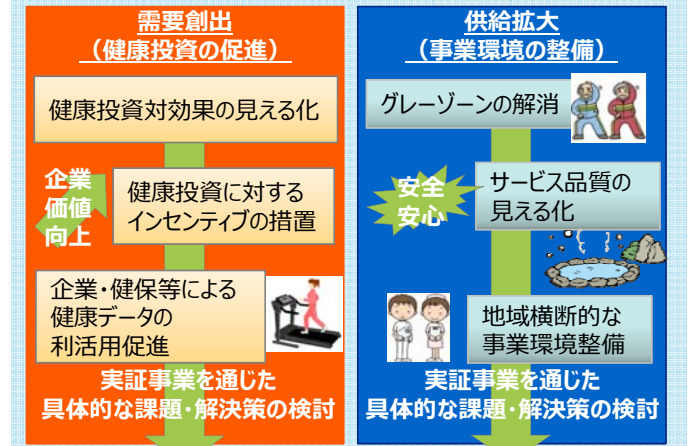 需要創出
（健康投資の促進）
健康投資対効果の見える化
企業
価値
向上
健康投資に対する
インセンティブの措置
企業・健保等による
健康データの
利活用促進
実証事業を通じた
具体的な課題・解決策の検討
供給拡大
（事業環境の整備）
グレーゾーンの解消
安全
安心
サービス品質の
見える化
地域横断的な
事業環境整備
実証事業を通じた
具体的な課題・解決策の検討